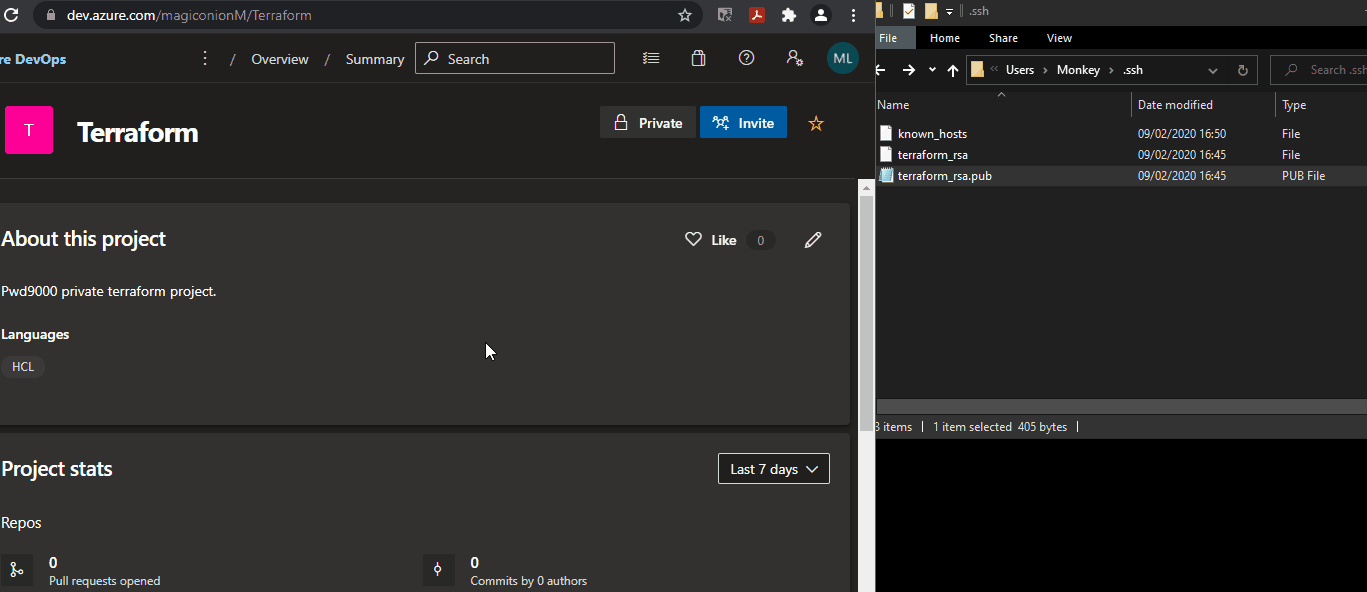 dev.azure.com/magiconionM/Terraform
re DevOps / Overview / Summary Search ML
T Terraform Private Invite
About this project Like 0
Pwd9000 private terraform project.
Languages
HCL
Project stats Last 7 days
Repos
0 0
Pull requests opened Commits by 0 authors
.ssh
File Home Share View
« Users › Monkey › .ssh Search .ssh
Name Date modified Type
known_hosts 09/02/2020 16:50 File
terraform_rsa 09/02/2020 16:45 File
terraform_rsa.pub 09/02/2020 16:45 PUB File
3 items 1 item selected 405 bytes